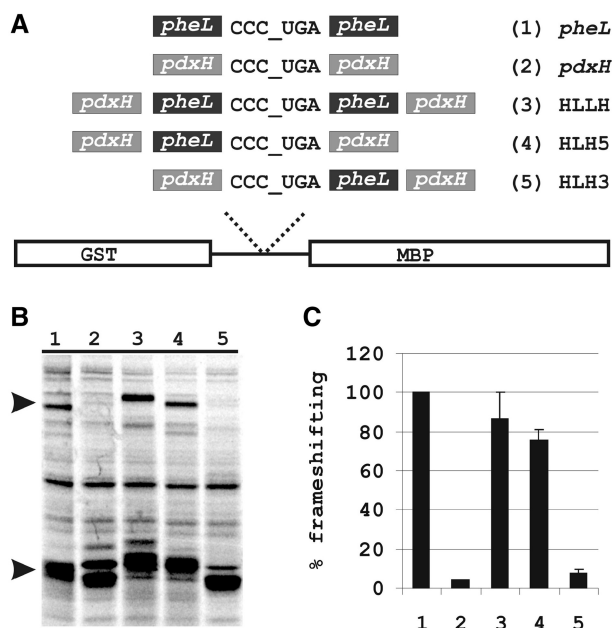 A
pheL CCC_UGA pheL (1) pheL
pdxH CCC_UGA pdxH (2) pdxH
pdxH pheL CCC_UGA pheL pdxH (3) HLLH
pdxH pheL CCC_UGA pdxH (4) HLH5
pdxH CCC_UGA pheL pdxH (5) HLH3
GST MBP
B
1 2 3 4 5
C
% frameshifting
120
100
80
60
40
20
0
1 2 3 4 5